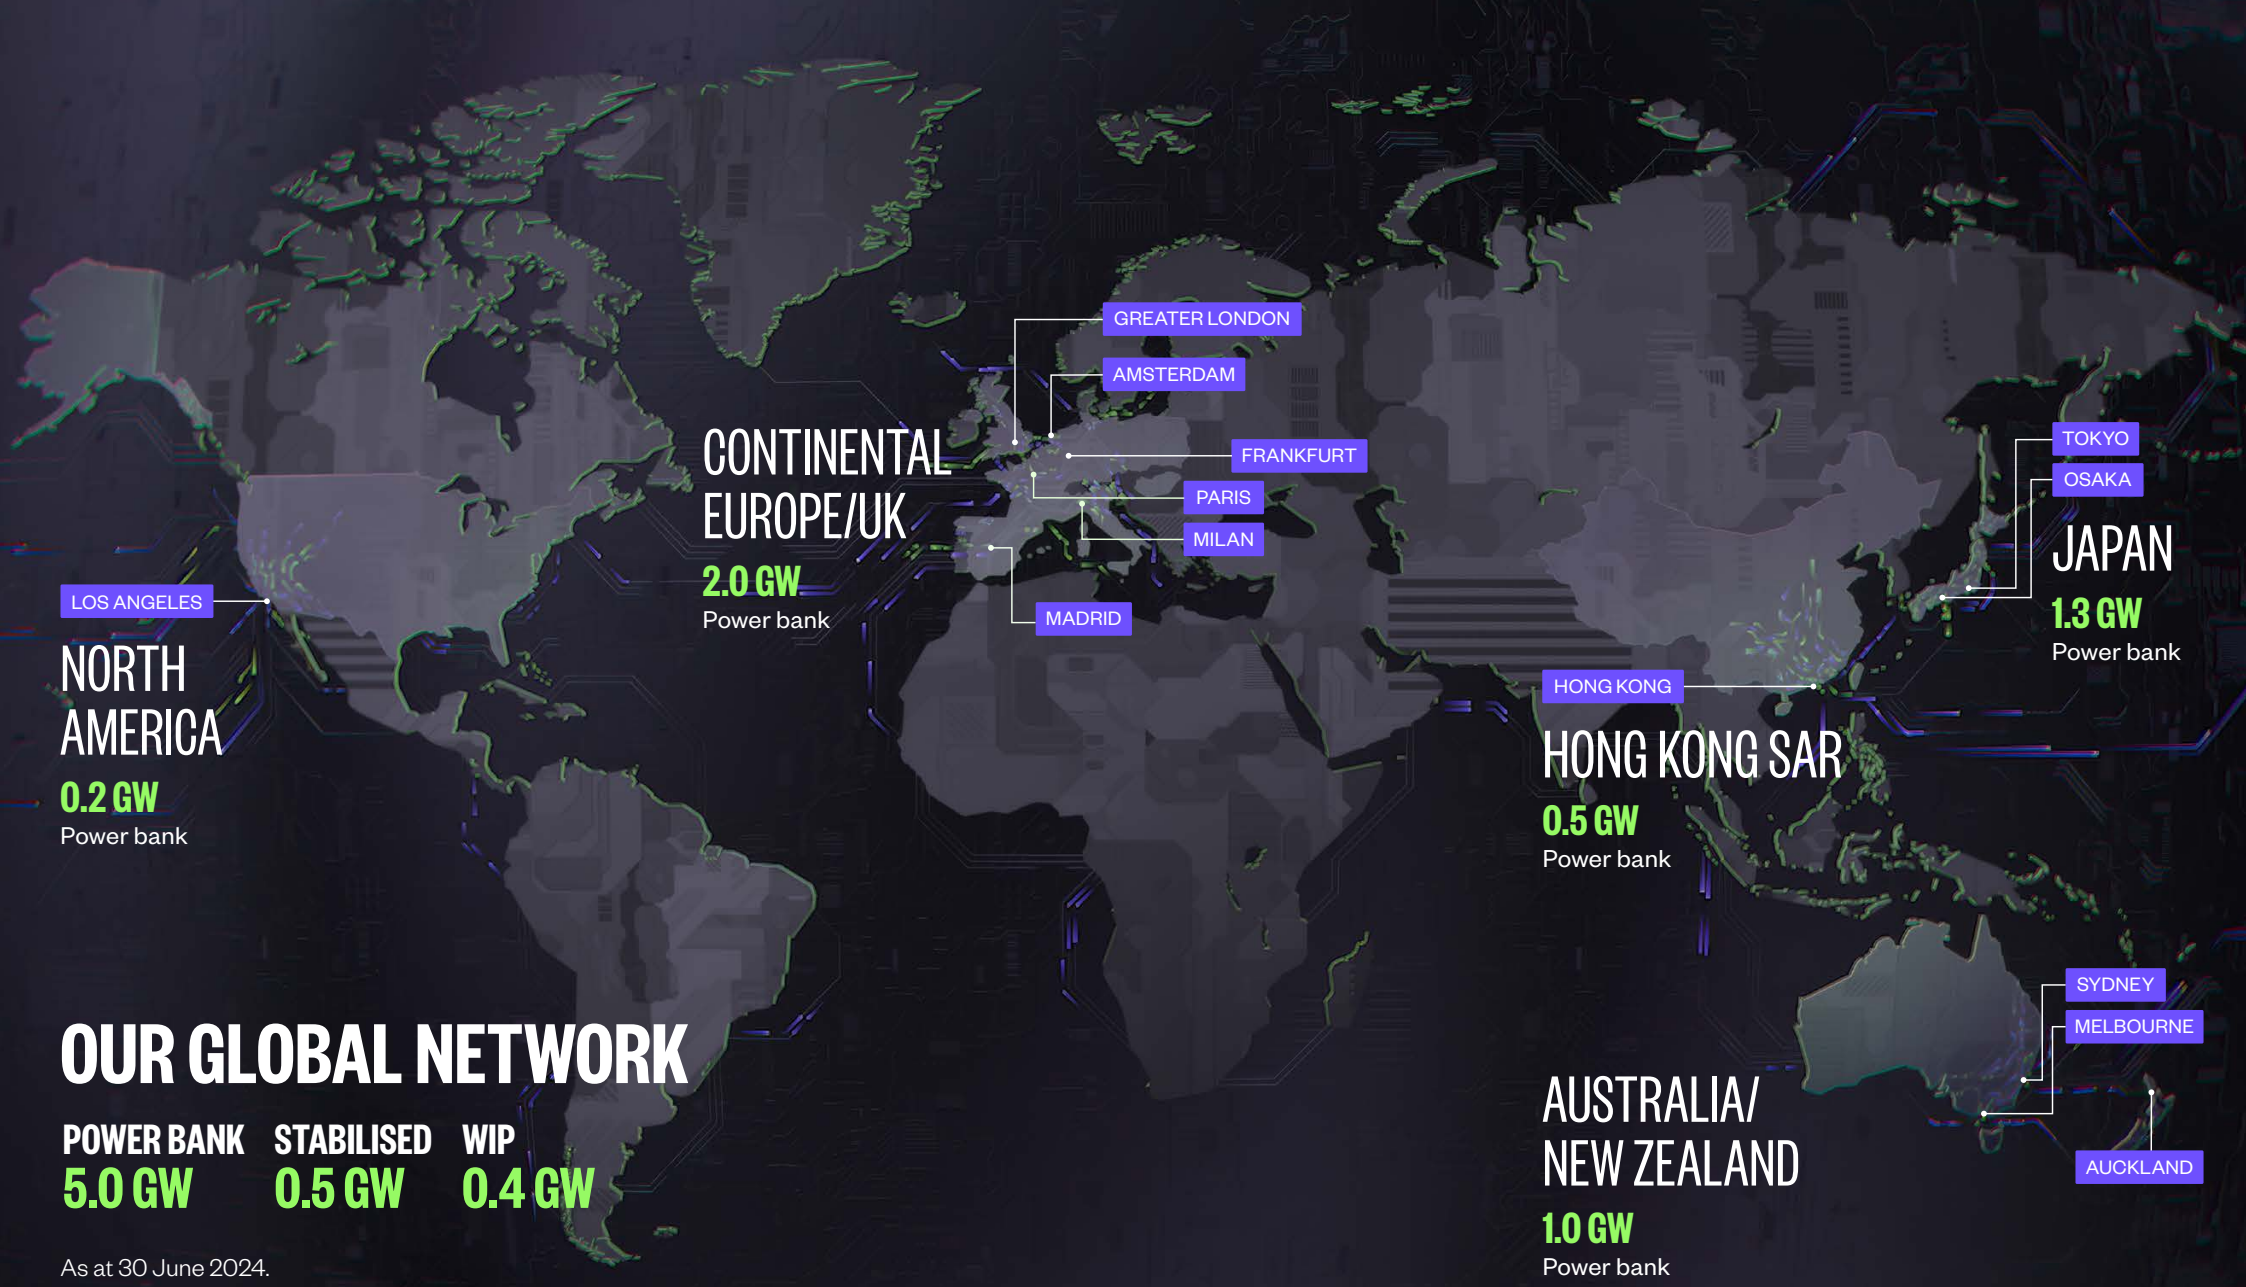 GREATER LONDON
AMSTERDAM
CONTINENTAL
EUROPE/UK
2.0 GW
Power bank
FRANKFURT
PARIS
MILAN
MADRID
TOKYO
OSAKA
JAPAN
1.3 GW
Power bank
LOS ANGELES
NORTH
AMERICA
0.2 GW
Power bank
HONG KONG
HONG KONG SAR
0.5 GW
Power bank
SYDNEY
MELBOURNE
AUCKLAND
AUSTRALIA/
NEW ZEALAND
1.0 GW
Power bank
OUR GLOBAL NETWORK
POWER BANK STABILISED WIP
5.0 GW 0.5 GW 0.4 GW
As at 30 June 2024.